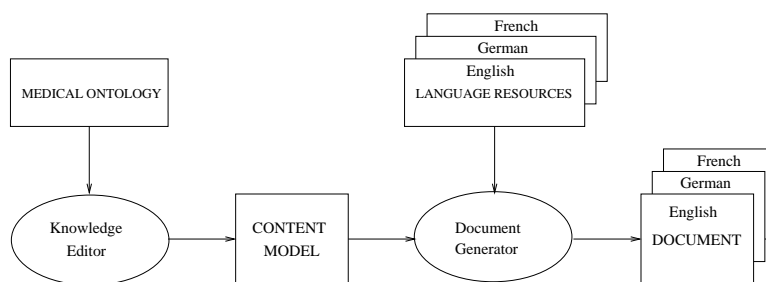 French
German
English
MEDICAL ONTOLOGY
LANGUAGE RESOURCES
French
German
Knowledge
Editor
CONTENT
MODEL
Document
Generator
English
DOCUMENT